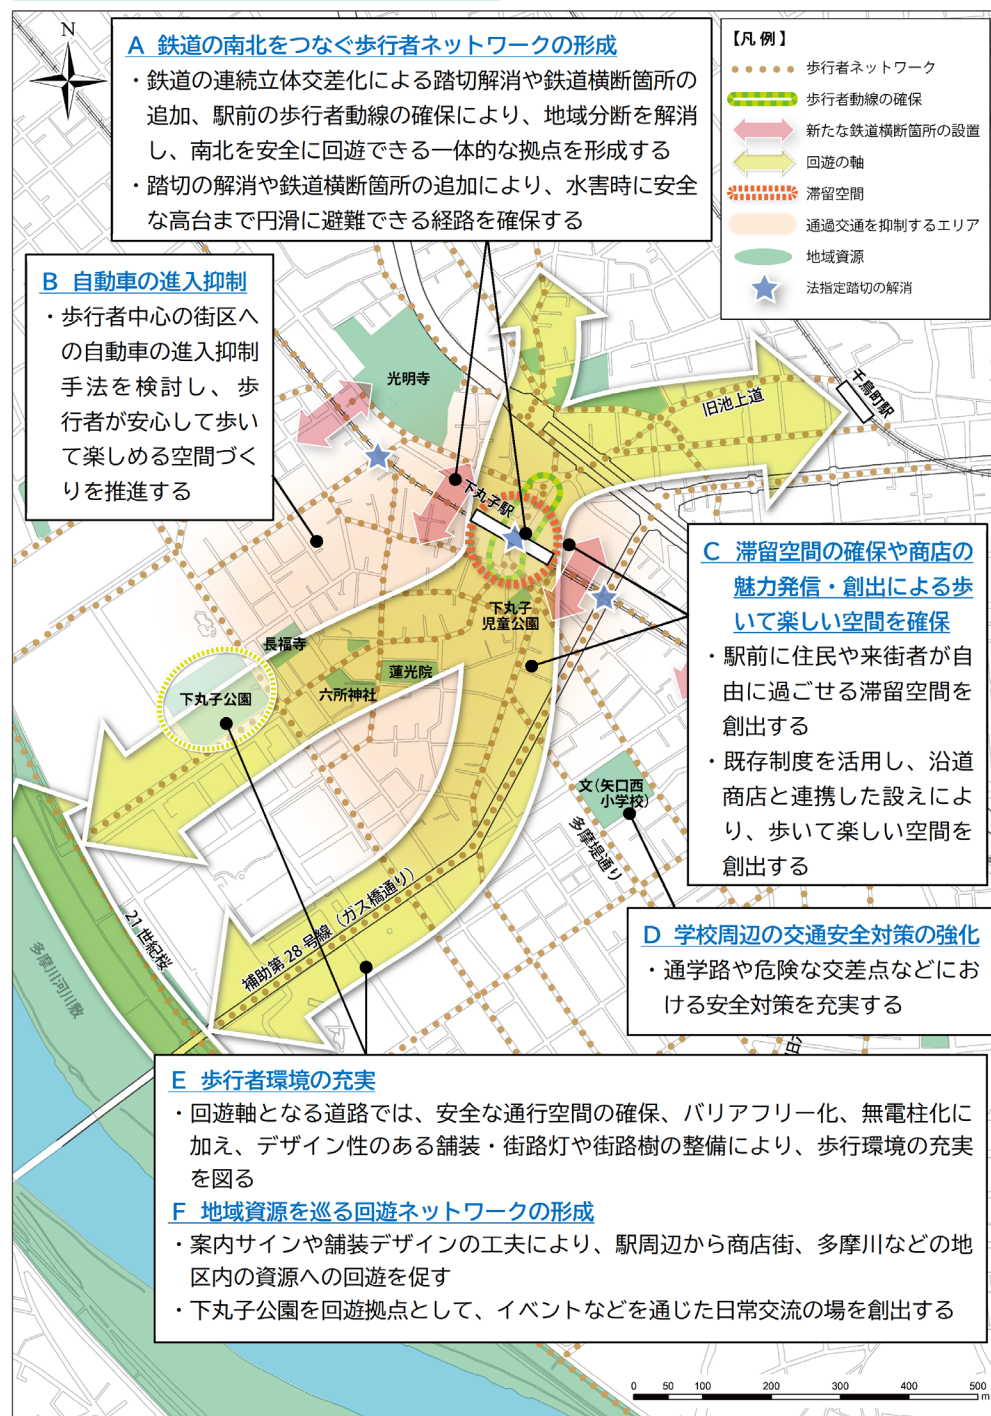 N
A 鉄道の南北をつなぐ歩行者ネットワークの形成
・鉄道の連続立体交差化による踏切解消や鉄道横断箇所の
追加、駅前の歩行者動線の確保により、地域分断を解消
し、南北を安全に回遊できる一体的な拠点を形成する
・踏切の解消や鉄道横断箇所の追加により、水害時に安全
な高台まで円滑に避難できる経路を確保する
【凡 例】
歩行者ネットワーク
歩行者動線の確保
新たな鉄道横断箇所の設置
回遊の軸
滞留空間
通過交通を抑制するエリア
地域資源
法指定踏切の解消
B 自動車の進入抑制
・歩行者中心の街区へ
の自動車の進入抑制
手法を検討し、歩
行者が安心して歩い
て楽しめる空間づく
りを推進する
光明寺
旧池上道
千鳥町駅
下丸子駅
下丸子
児童公園
長福寺
蓮光院
六所神社
下丸子公園
C 滞留空間の確保や商店の
魅力発信・創出による歩
いて楽しい空間を確保
・駅前に住民や来街者が自
由に過ごせる滞留空間を
創出する
・既存制度を活用し、沿道
商店と連携した設えによ
り、歩いて楽しい空間を
創出する
文(矢口西
小学校)
多摩堤通り
補助第28号線(ガス橋通り)
21世紀桜
多摩川河川敷
D 学校周辺の交通安全対策の強化
・通学路や危険な交差点などにお
ける安全対策を充実する
E 歩行者環境の充実
・回遊軸となる道路では、安全な通行空間の確保、バリアフリー化、無電柱化に
加え、デザイン性のある舗装・街路灯や街路樹の整備により、歩行環境の充実
を図る
F 地域資源を巡る回遊ネットワークの形成
・案内サインや舗装デザインの工夫により、駅周辺から商店街、多摩川などの地
区内の資源への回遊を促す
・下丸子公園を回遊拠点として、イベントなどを通じた日常交流の場を創出する
0 50 100 200 300 400 500
m